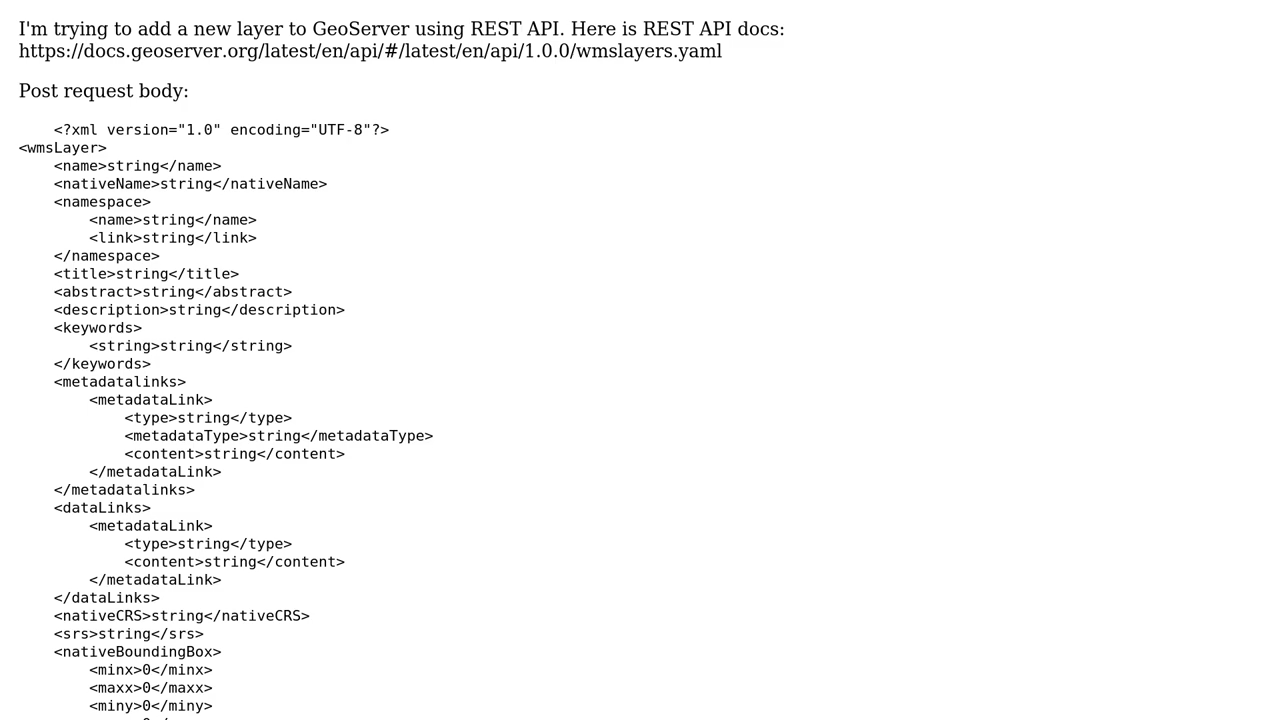 I'm trying to add a new layer to GeoServer using REST API. Here is REST API docs:
https://docs.geoserver.org/latest/en/api/#/latest/en/api/1.0.0/wmslayers.yaml
Post request body:
<?xml version="1.0" encoding="UTF-8"?>
<wmsLayer>
    <name>string</name>
    <nativeName>string</nativeName>
    <namespace>
        <name>string</name>
        <link>string</link>
    </namespace>
    <title>string</title>
    <abstract>string</abstract>
    <description>string</description>
    <keywords>
        <string>string</string>
    </keywords>
    <metadatalinks>
        <metadataLink>
            <type>string</type>
            <metadataType>string</metadataType>
            <content>string</content>
        </metadataLink>
    </metadatalinks>
    <dataLinks>
        <metadataLink>
            <type>string</type>
            <content>string</content>
        </metadataLink>
    </dataLinks>
    <nativeCRS>string</nativeCRS>
    <srs>string</srs>
    <nativeBoundingBox>
        <minx>0</minx>
        <maxx>0</maxx>
        <miny>0</miny>